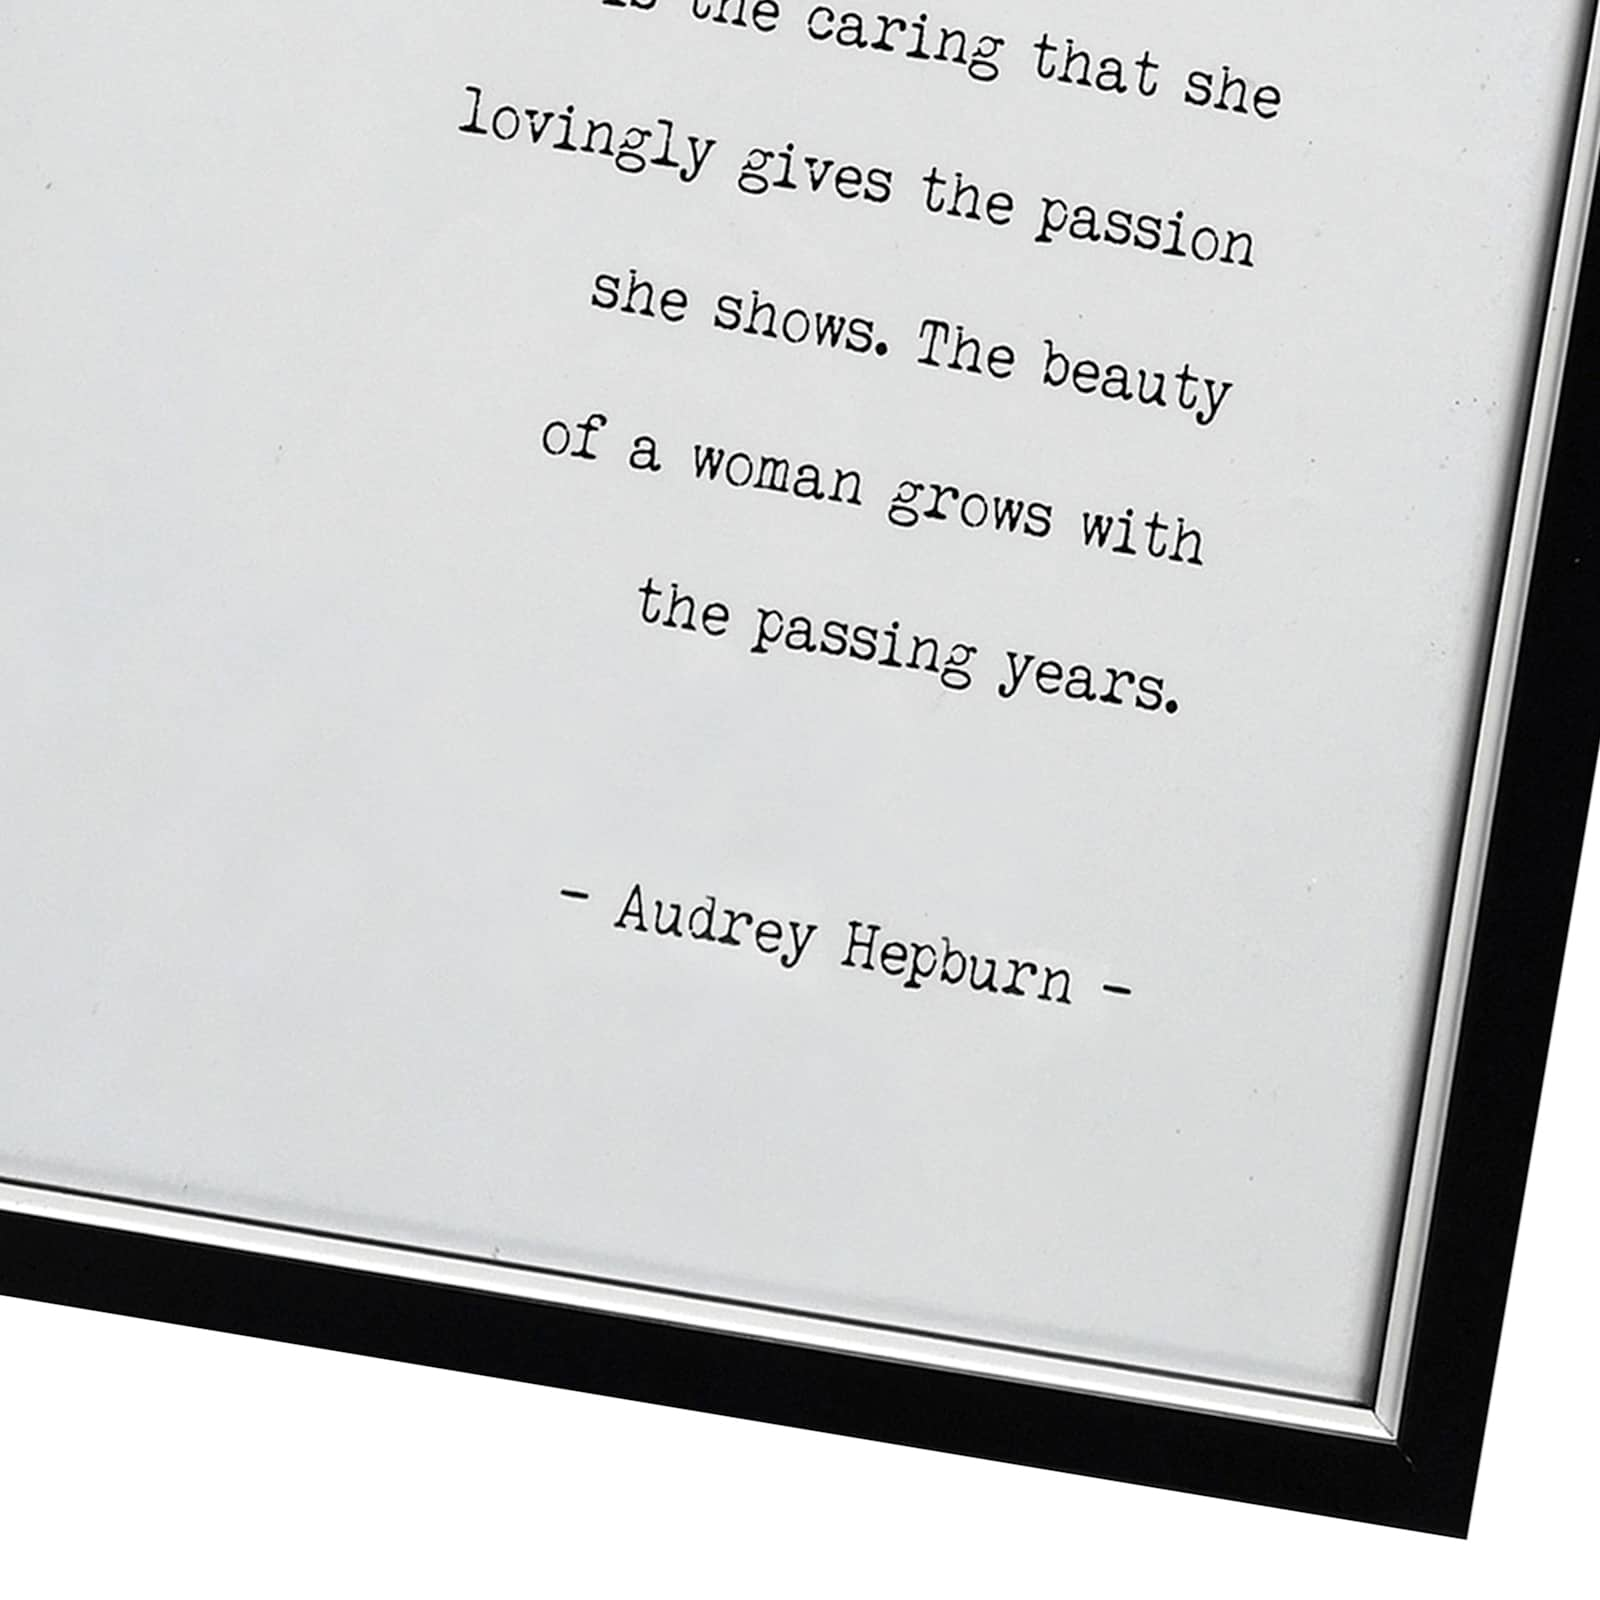 is the caring that she
lovingly gives the passion
she shows. The beauty
of a woman grows with
the passing years.
- Audrey Hepburn -